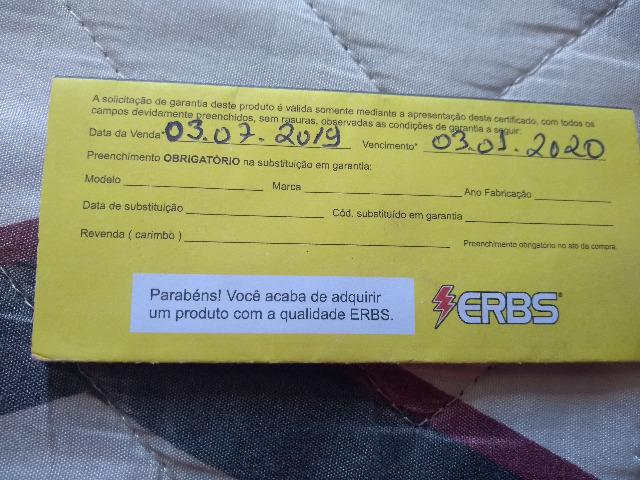 A solicitação de garantia deste produto é válida somente mediante a apresentação deste certificado, com todos os
campos devidamente preenchidos, sem rasuras, observadas as condições de garantia a seguir:
Data da Venda* 03.07.2019 Vencimento* 03.01.2020
Preenchimento OBRIGATÓRIO na substituição em garantia:
Modelo Marca Ano Fabricação
Data de substituição Cód. substituído em garantia
Revenda ( carimbo ) Preenchimento obrigatório no ato da compra.
Parabéns! Você acaba de adquirir
um produto com a qualidade ERBS.
ERBS®